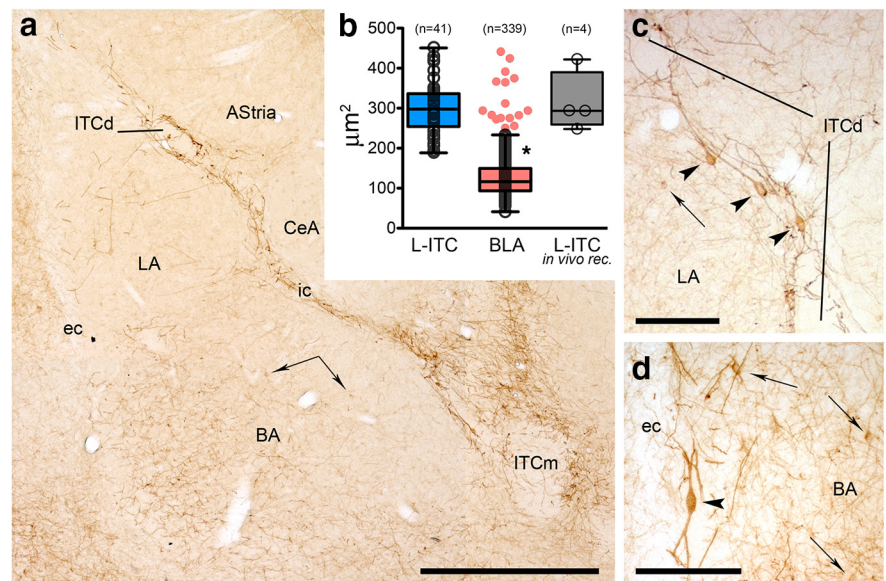 a
ITCd
AStria
CeA
LA
ic
ec
BA
ITCm
b
(n=41) (n=339) (n=4)
500
400
300
200
100
0
μm²
*
L-ITC BLA L-ITC
in vivo rec.
c
ITCd
LA
d
ec
BA